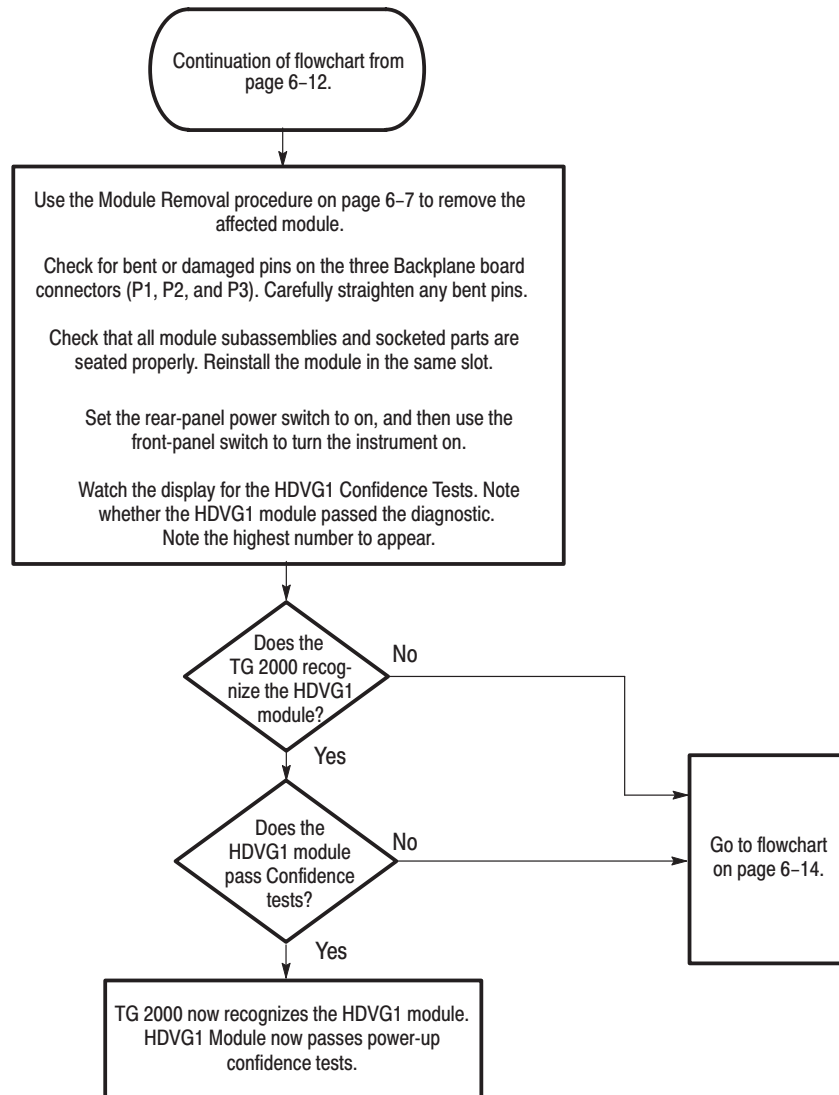 Continuation of flowchart from
page 6–12.
Use the Module Removal procedure on page 6–7 to remove the
affected module.
Check for bent or damaged pins on the three Backplane board
connectors (P1, P2, and P3). Carefully straighten any bent pins.
Check that all module subassemblies and socketed parts are
seated properly. Reinstall the module in the same slot.
Set the rear-panel power switch to on, and then use the
front-panel switch to turn the instrument on.
Watch the display for the HDVG1 Confidence Tests. Note
whether the HDVG1 module passed the diagnostic.
Note the highest number to appear.
Does the
TG 2000 recog-
nize the HDVG1
module?
No
Yes
Does the
HDVG1 module
pass Confidence
tests?
No
Go to flowchart
on page 6–14.
Yes
TG 2000 now recognizes the HDVG1 module.
HDVG1 Module now passes power-up
confidence tests.